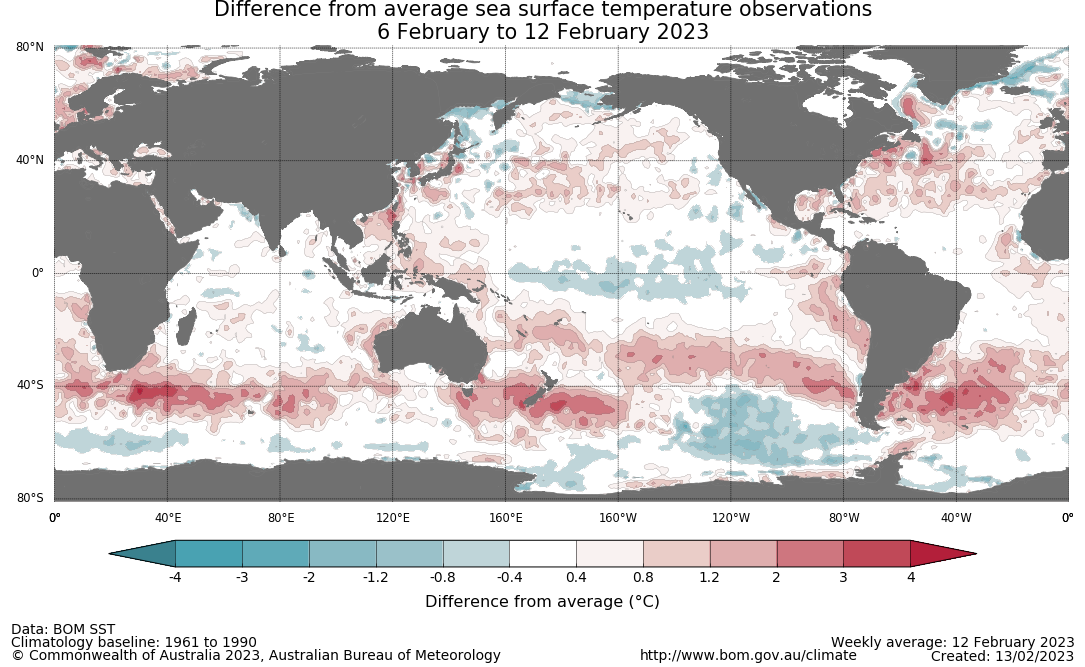 Difference from average sea surface temperature observations
6 February to 12 February 2023
80°N
40°N
0°
40°S
80°S
0° 40°E 80°E 120°E 160°E 160°W 120°W 80°W 40°W 0°
-4 -3 -2 -1.2 -0.8 -0.4 0.4 0.8 1.2 2 3 4
Difference from average (°C)
Data: BOM SST
Climatology baseline: 1961 to 1990 Weekly average: 12 February 2023
© Commonwealth of Australia 2023, Australian Bureau of Meteorology http://www.bom.gov.au/climate Created: 13/02/2023